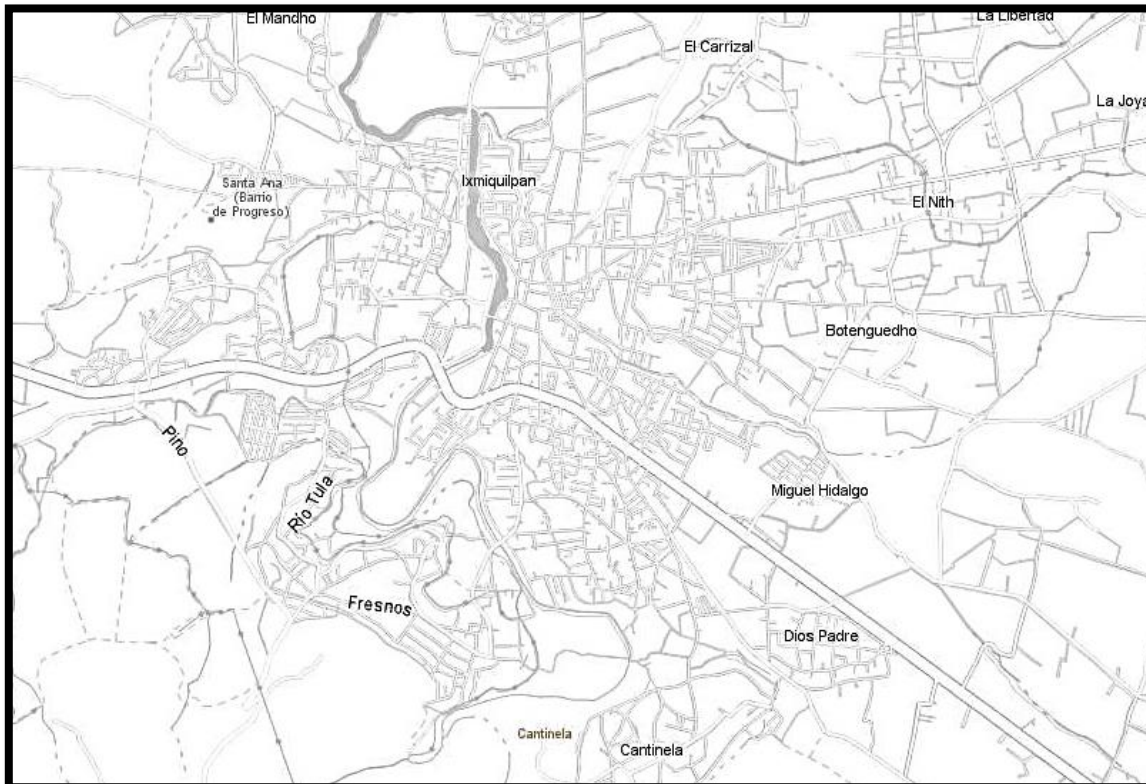 El Mandho
La Libertad
El Carrizal
La Joya
Ixmiquilpan
Santa Ana
(Barrio
de Progreso)
El Nith
Botenguedho
Pino
Miguel Hidalgo
Río Tula
Fresnos
Dios Padre
Cantinela
Cantinela